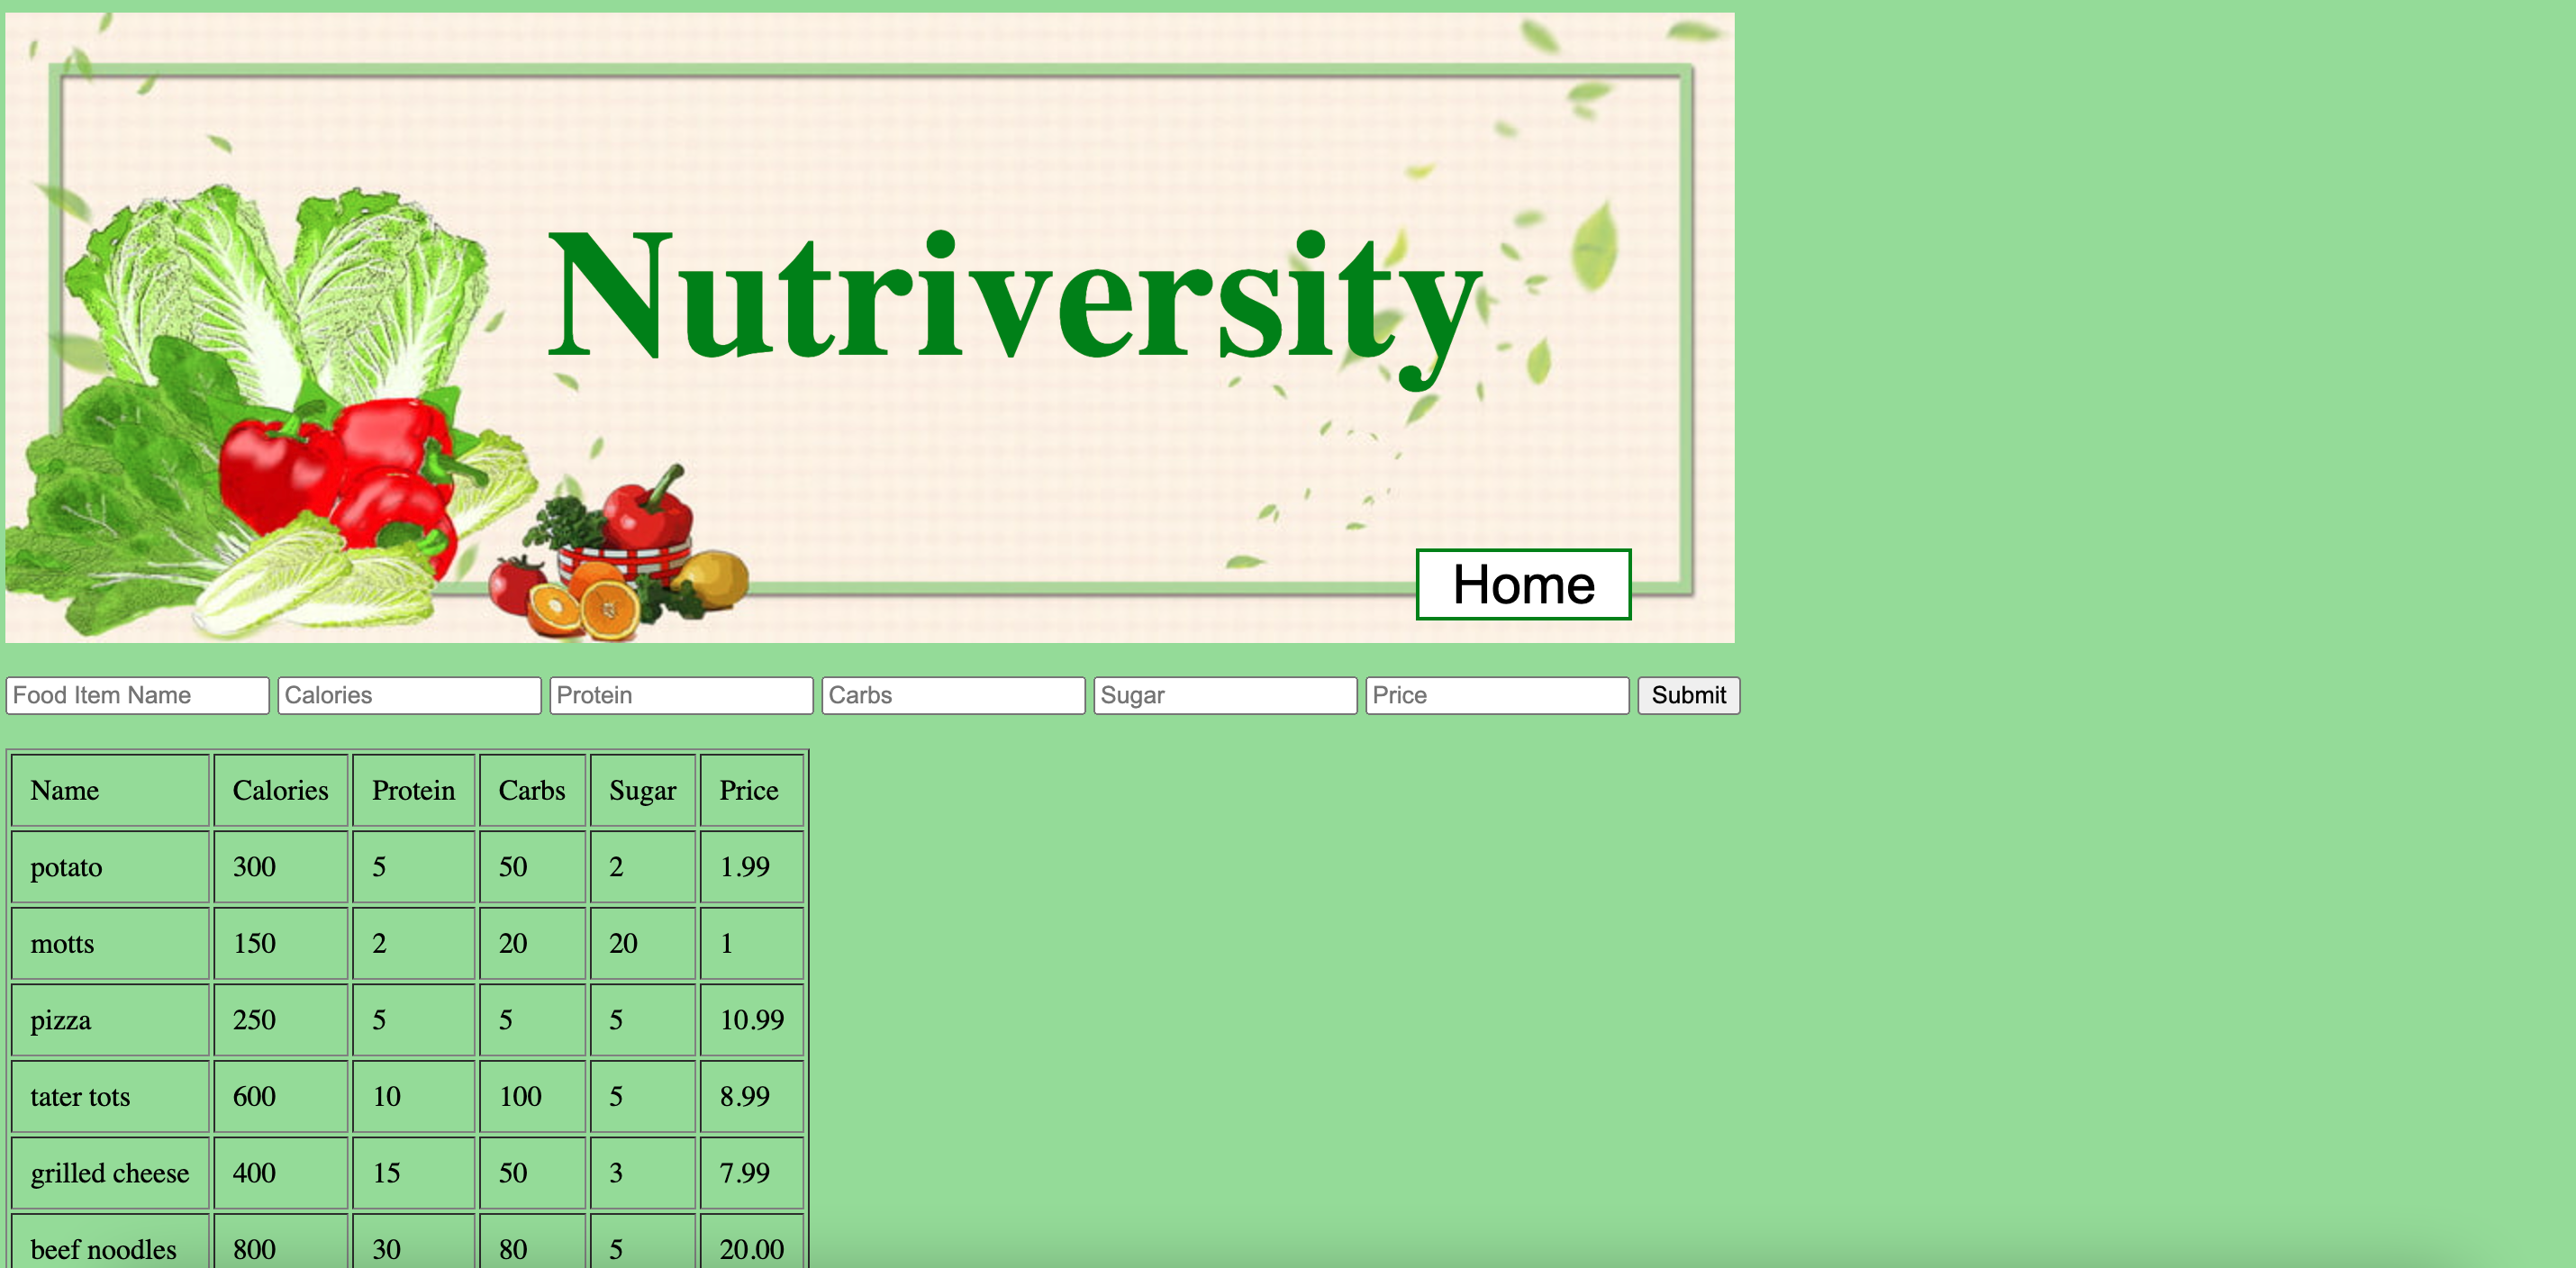 Nutriversity
Home
Food Item Name Calories Protein Carbs Sugar Price Submit
Name Calories Protein Carbs Sugar Price
potato 300 5 50 2 1.99
motts 150 2 20 20 1
pizza 250 5 5 5 10.99
tater tots 600 10 100 5 8.99
grilled cheese 400 15 50 3 7.99
beef noodles 800 30 80 5 20.00